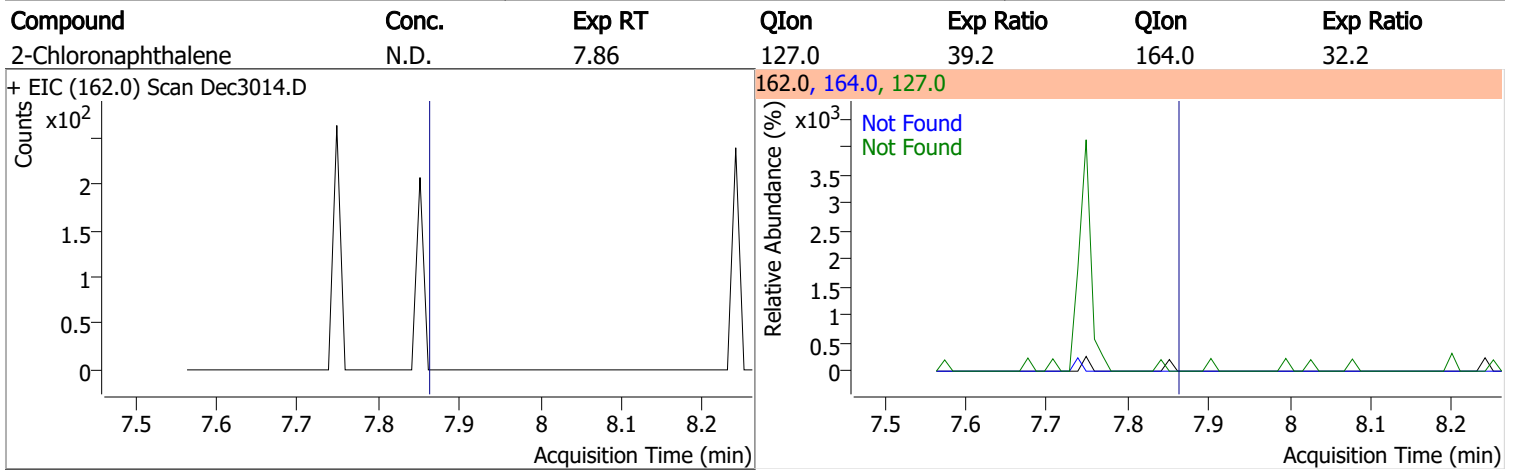 Compound Conc. Exp RT QIon Exp Ratio QIon Exp Ratio
2-Chloronaphthalene N.D. 7.86 127.0 39.2 164.0 32.2
+ EIC (162.0) Scan Dec3014.D
Counts
x10²
2
1.5
1
0.5
0
7.5 7.6 7.7 7.8 7.9 8 8.1 8.2
Acquisition Time (min)
162.0, 164.0, 127.0
Relative Abundance (%)
x10³
Not Found
Not Found
3.5
3
2.5
2
1.5
1
0.5
0
7.5 7.6 7.7 7.8 7.9 8 8.1 8.2
Acquisition Time (min)